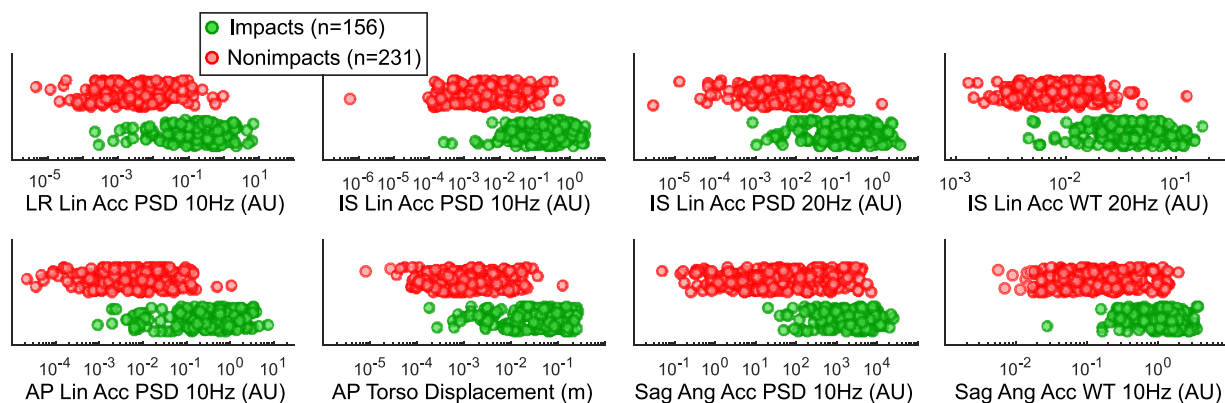 Impacts (n=156)
Nonimpacts (n=231)
10^-5 10^-3 10^-1 10^1
LR Lin Acc PSD 10Hz (AU)
10^-6 10^-4 10^-3 10^-2 10^-1 10^0
IS Lin Acc PSD 10Hz (AU)
10^-6 10^-4 10^-2 10^0 10^2
IS Lin Acc PSD 20Hz (AU)
10^-3 10^-2 10^-1
IS Lin Acc WT 20Hz (AU)
10^-4 10^-3 10^-2 10^-1 10^0 10^1
AP Lin Acc PSD 10Hz (AU)
10^-5 10^-4 10^-3 10^-2 10^-1
AP Torso Displacement (m)
10^-1 10^0 10^1 10^2 10^3 10^4
Sag Ang Acc PSD 10Hz (AU)
10^-2 10^-1 10^0
Sag Ang Acc WT 10Hz (AU)